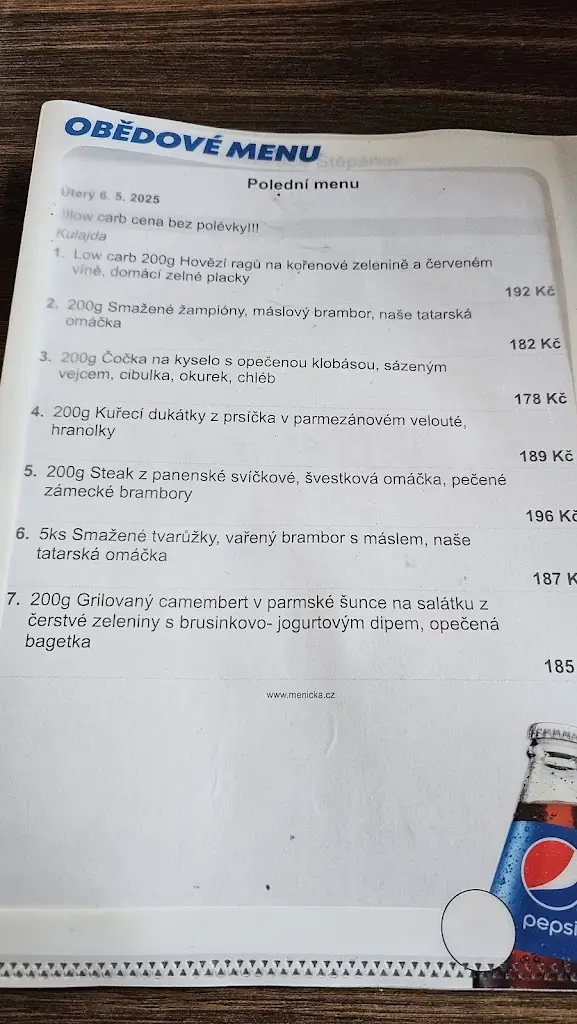 OBĚDOVÉ MENU
Polední menu
Úterý 6. 5. 2025
!!!low carb cena bez polévky!!!
Kulajda
1. Low carb 200g Hovězí ragů na kořenové zelenině a červeném
víně, domácí zelné placky
192 Kč
2. 200g Smažené žampióny, máslový brambor, naše tatarská
omáčka
182 Kč
3. 200g Čočka na kyselo s opečenou klobásou, sázeným
vejcem, cibulka, okurek, chléb
178 Kč
4. 200g Kuřecí dukátky z prsíčka v parmezánovém velouté,
hranolky
189 Kč
5. 200g Steak z panenské svíčkové, švestková omáčka, pečené
zámecké brambory
196 Kč
6. 5ks Smažené tvarůžky, vařený brambor s máslem, naše
tatarská omáčka
187 K
7. 200g Grilovaný camembert v parmské šunce na salátku z
čerstvé zeleniny s brusinkovo- jogurtovým dipem, opečená
bagetka
185
www.menicka.cz
pepsi